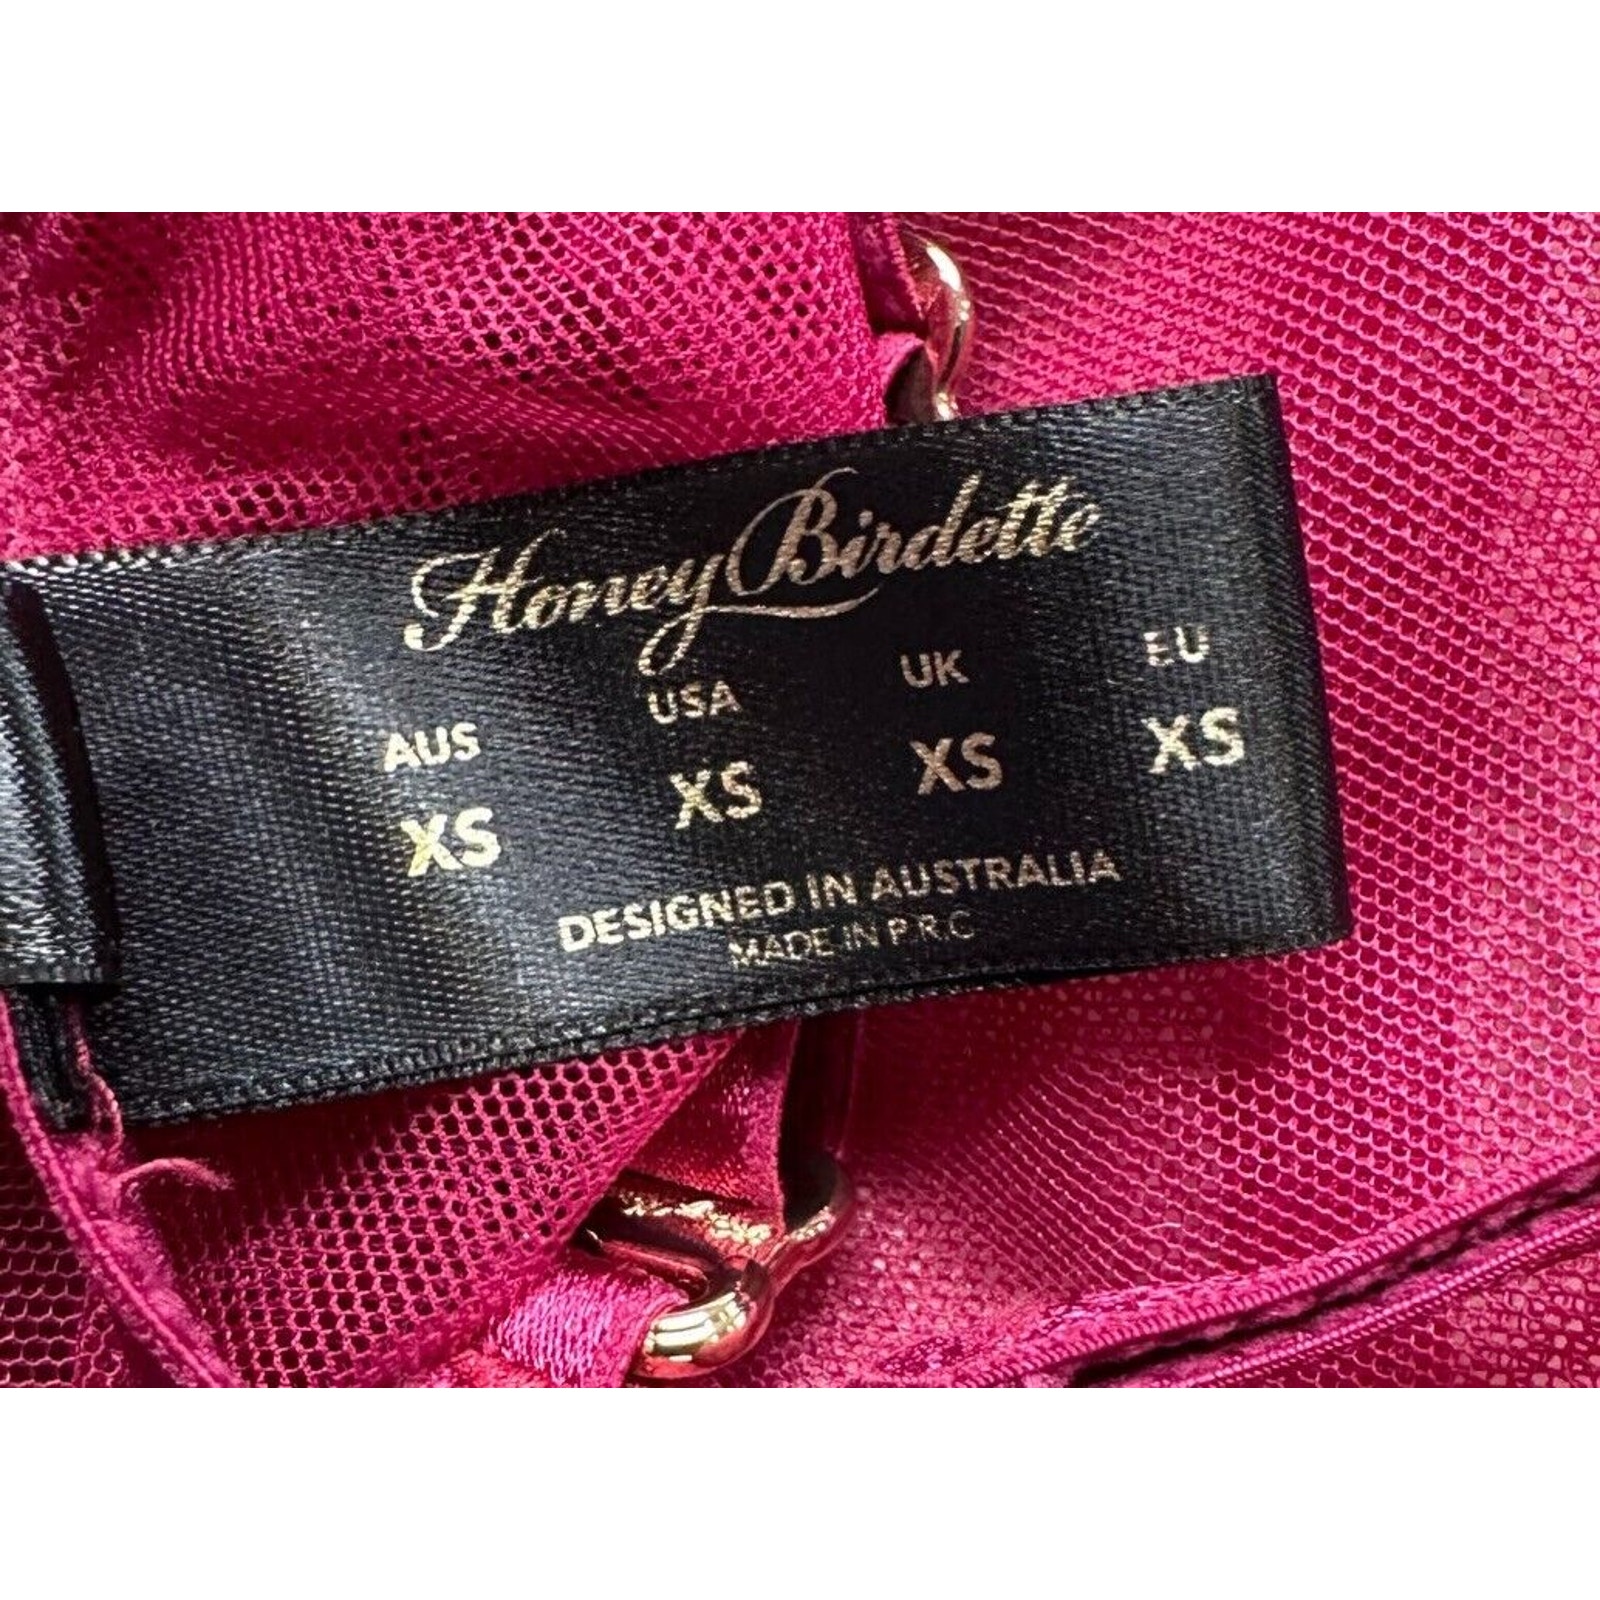 Honey Birdette
AUS USA UK EU
XS XS XS XS
DESIGNED IN AUSTRALIA
MADE IN P.R.C